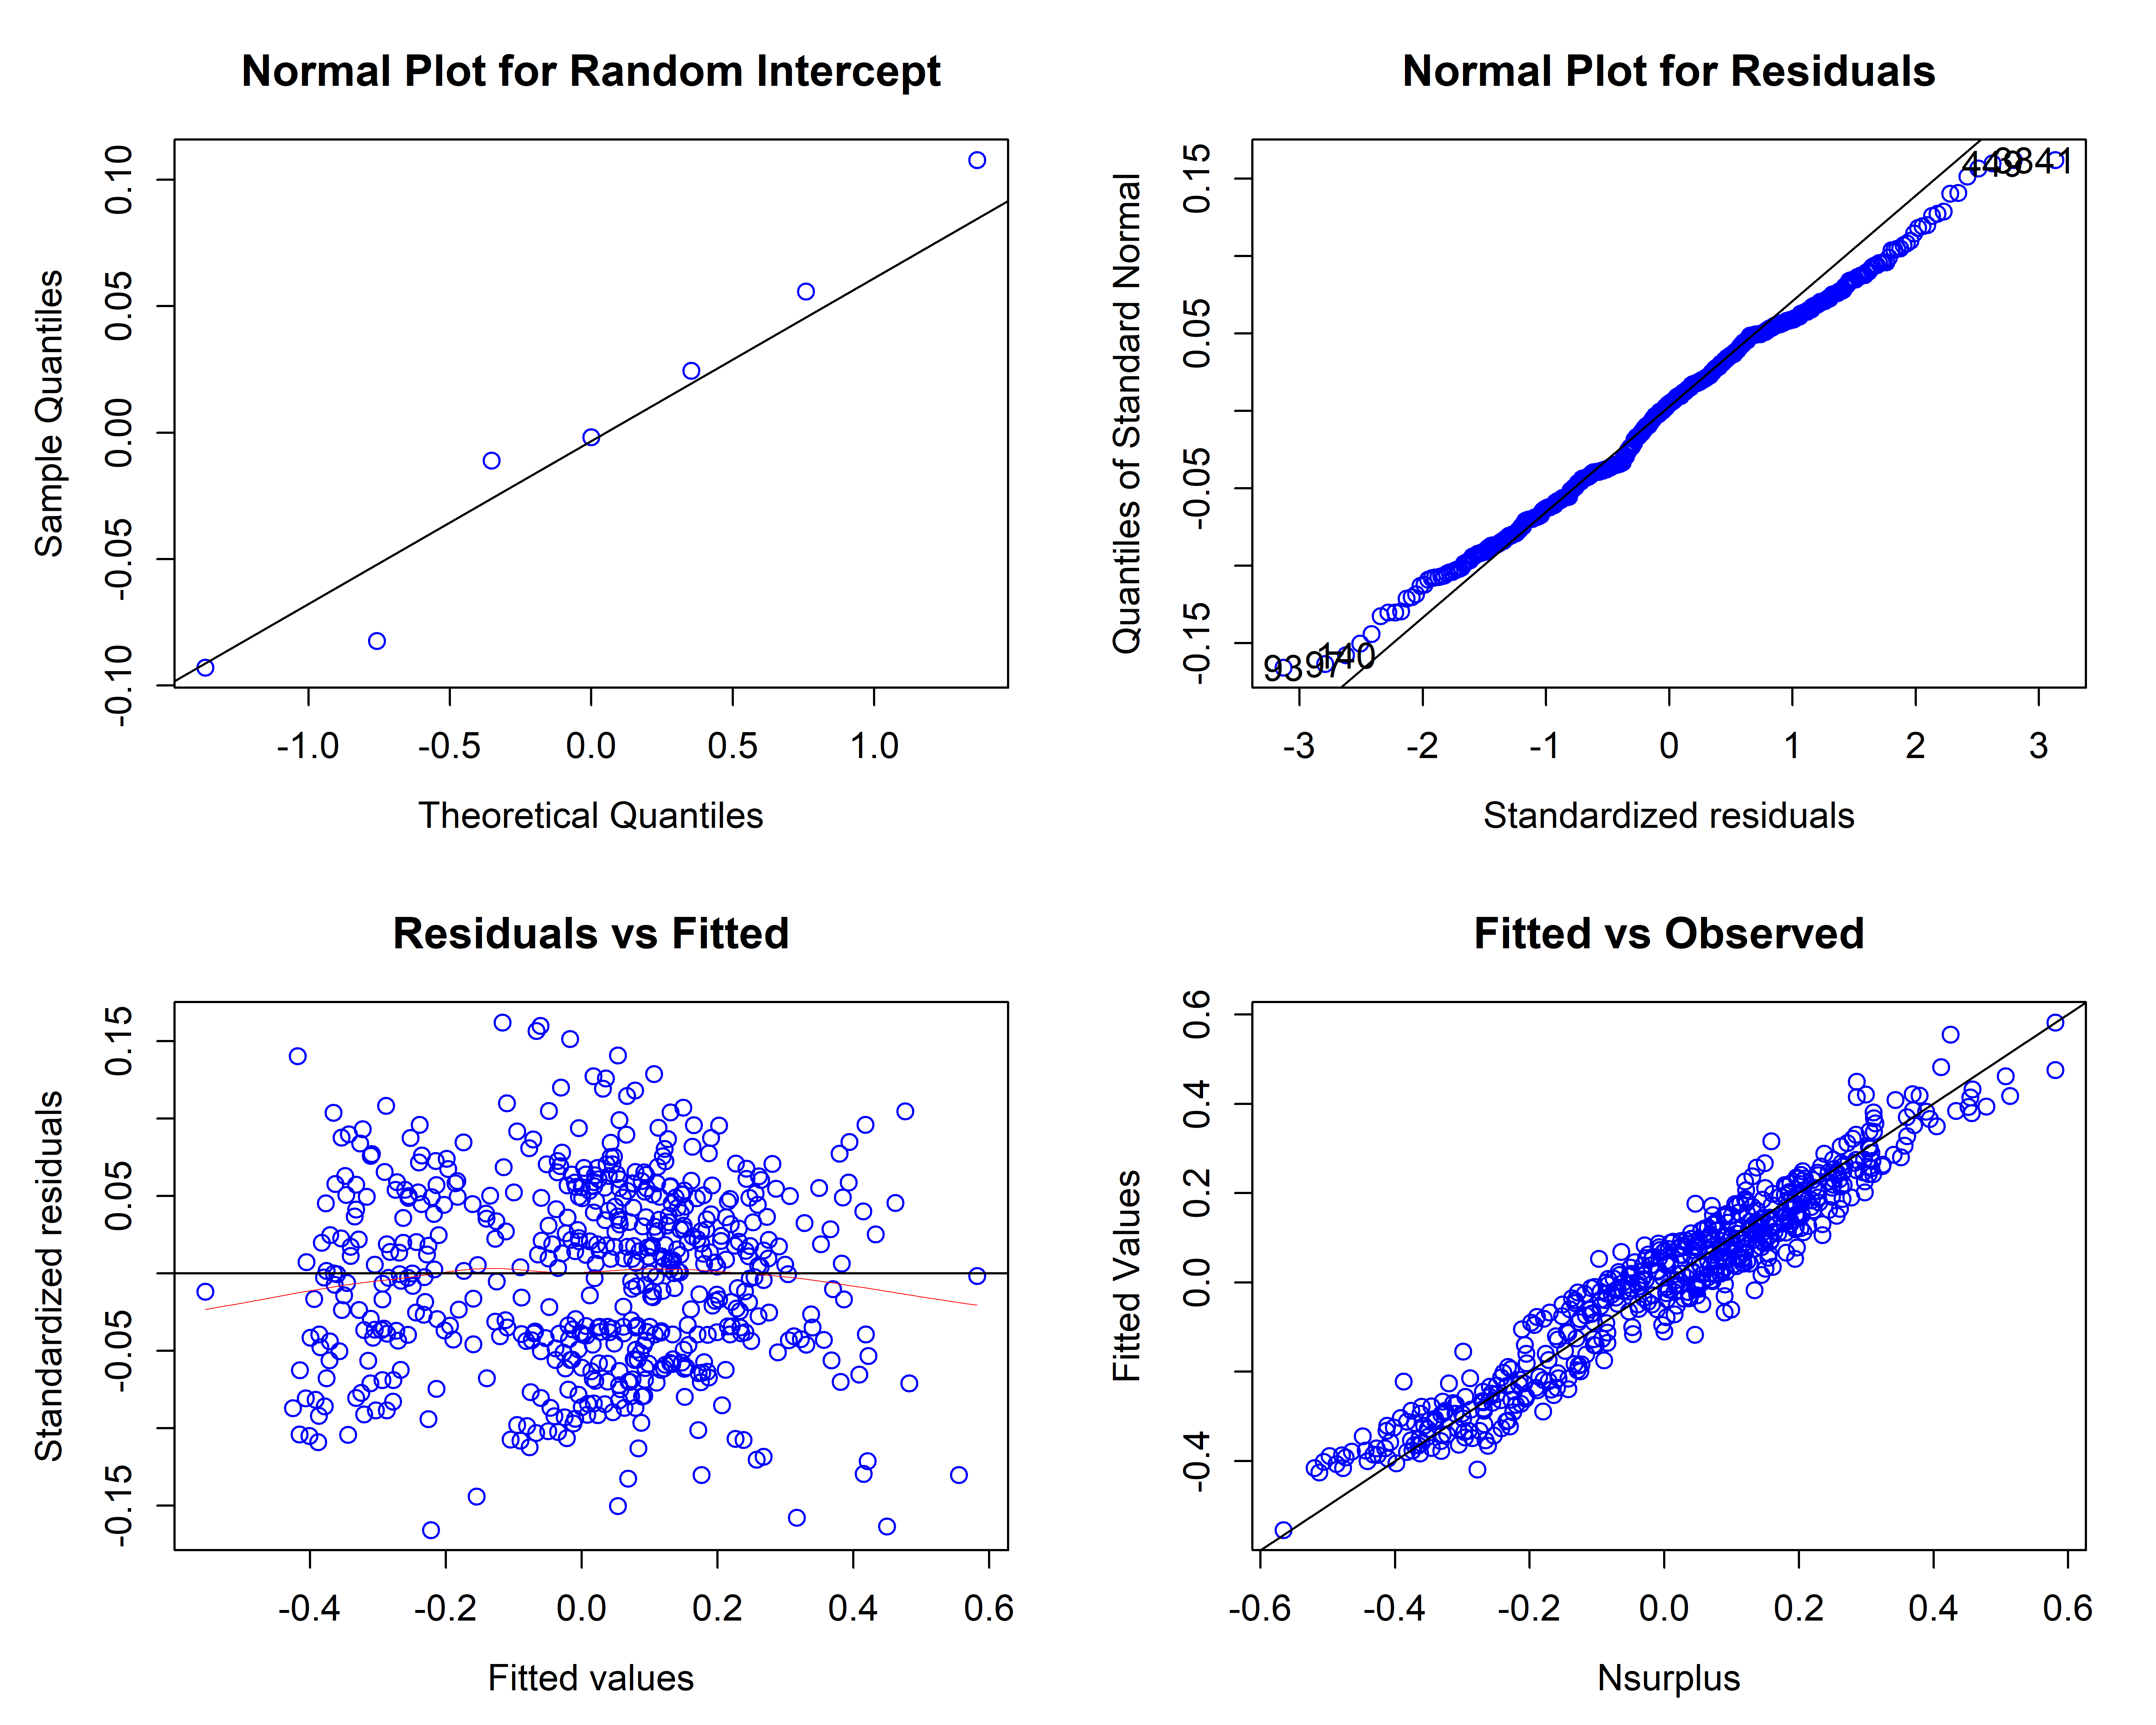 Normal Plot for Random Intercept
Sample Quantiles
0.10
0.05
0.00
-0.05
-0.10
-1.0 -0.5 0.0 0.5 1.0
Theoretical Quantiles
Normal Plot for Residuals
Quantiles of Standard Normal
0.15
0.05
-0.05
-0.15
449 841
93 97 140
-3 -2 -1 0 1 2 3
Standardized residuals
Residuals vs Fitted
Standardized residuals
0.15
0.05
-0.05
-0.15
-0.4 -0.2 0.0 0.2 0.4 0.6
Fitted values
Fitted vs Observed
Fitted Values
0.6
0.4
0.2
0.0
-0.4
-0.6 -0.4 -0.2 0.0 0.2 0.4 0.6
Nsurplus